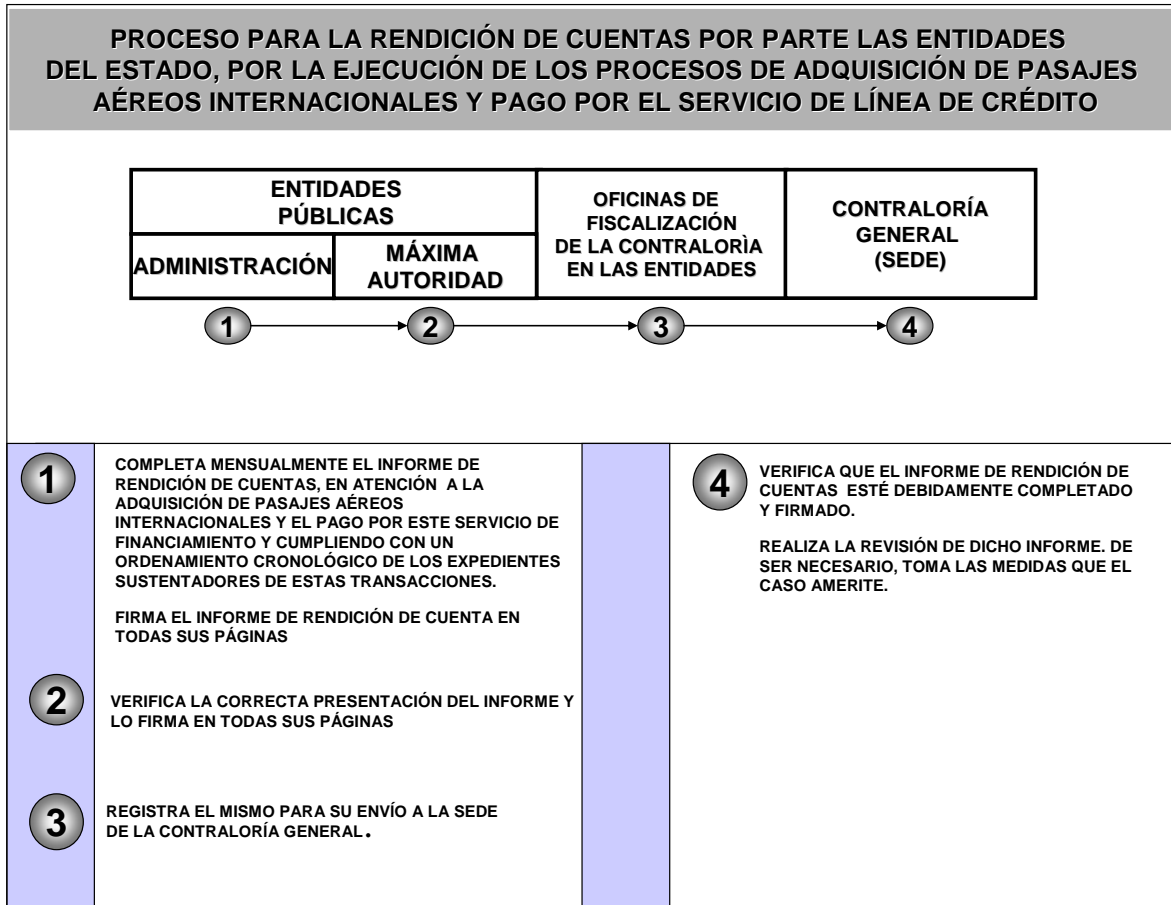 PROCESO PARA LA RENDICIÓN DE CUENTAS POR PARTE LAS ENTIDADES
DEL ESTADO, POR LA EJECUCIÓN DE LOS PROCESOS DE ADQUISICIÓN DE PASAJES
AÉREOS INTERNACIONALES Y PAGO POR EL SERVICIO DE LÍNEA DE CRÉDITO
ENTIDADES
PÚBLICAS
ADMINISTRACIÓN
MÁXIMA
AUTORIDAD
OFICINAS DE
FISCALIZACIÓN
DE LA CONTRALORÌA
EN LAS ENTIDADES
CONTRALORÍA
GENERAL
(SEDE)
1
2
3
4
1
COMPLETA MENSUALMENTE EL INFORME DE
RENDICIÓN DE CUENTAS, EN ATENCIÓN A LA
ADQUISICIÓN DE PASAJES AÉREOS
INTERNACIONALES Y EL PAGO POR ESTE SERVICIO DE
FINANCIAMIENTO Y CUMPLIENDO CON UN
ORDENAMIENTO CRONOLÓGICO DE LOS EXPEDIENTES
SUSTENTADORES DE ESTAS TRANSACCIONES.
FIRMA EL INFORME DE RENDICIÓN DE CUENTA EN
TODAS SUS PÁGINAS
2
VERIFICA LA CORRECTA PRESENTACIÓN DEL INFORME Y
LO FIRMA EN TODAS SUS PÁGINAS
3
REGISTRA EL MISMO PARA SU ENVÍO A LA SEDE
DE LA CONTRALORÍA GENERAL.
4
VERIFICA QUE EL INFORME DE RENDICIÓN DE
CUENTAS ESTÉ DEBIDAMENTE COMPLETADO
Y FIRMADO.
REALIZA LA REVISIÓN DE DICHO INFORME. DE
SER NECESARIO, TOMA LAS MEDIDAS QUE EL
CASO AMERITE.